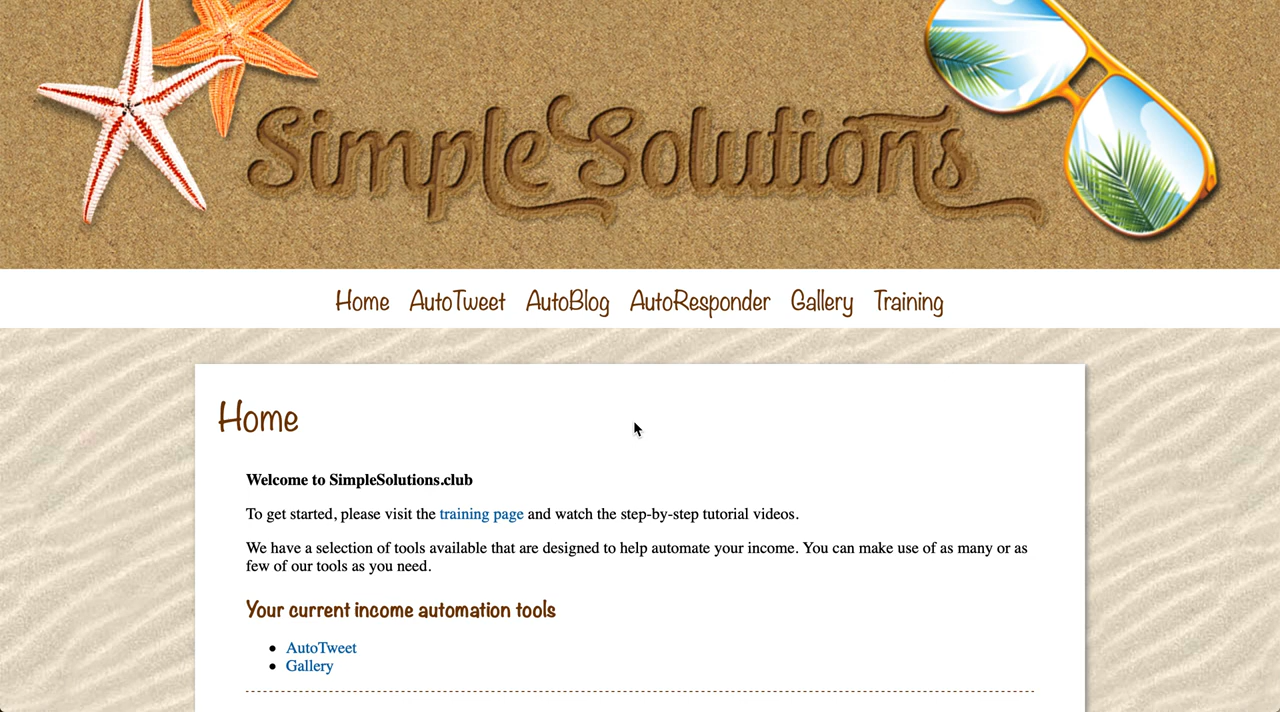 Simple Solutions
Home AutoTweet AutoBlog AutoResponder Gallery Training
Home
Welcome to SimpleSolutions.club
To get started, please visit the training page and watch the step-by-step tutorial videos.
We have a selection of tools available that are designed to help automate your income. You can make use of as many or as
few of our tools as you need.
Your current income automation tools
AutoTweet
Gallery